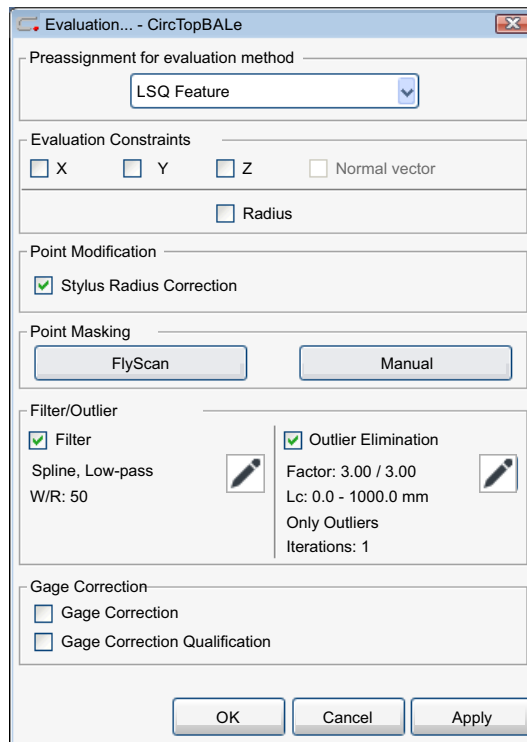 Evaluation... - CircTopBALe
Preassignment for evaluation method
LSQ Feature
Evaluation Constraints
X Y Z Normal vector
Radius
Point Modification
Stylus Radius Correction
Point Masking
FlyScan Manual
Filter/Outlier
Filter
Spline, Low-pass
W/R: 50
Outlier Elimination
Factor: 3.00 / 3.00
Lc: 0.0 - 1000.0 mm
Only Outliers
Iterations: 1
Gage Correction
Gage Correction
Gage Correction Qualification
OK Cancel Apply